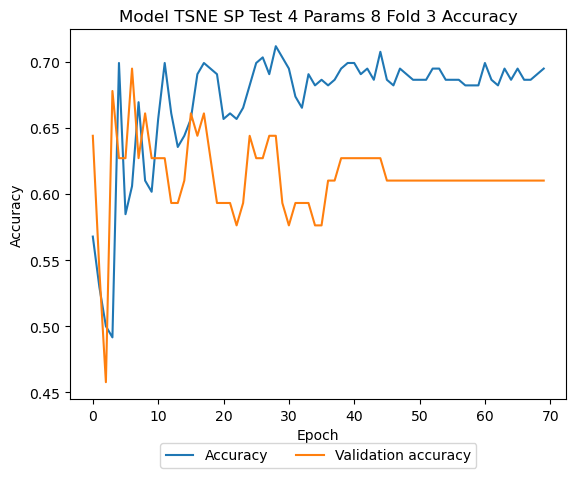 Model TSNE SP Test 4 Params 8 Fold 3 Accuracy
0.70
0.65
0.60
0.55
0.50
0.45
Accuracy
0 10 20 30 40 50 60 70
Epoch
Accuracy Validation accuracy